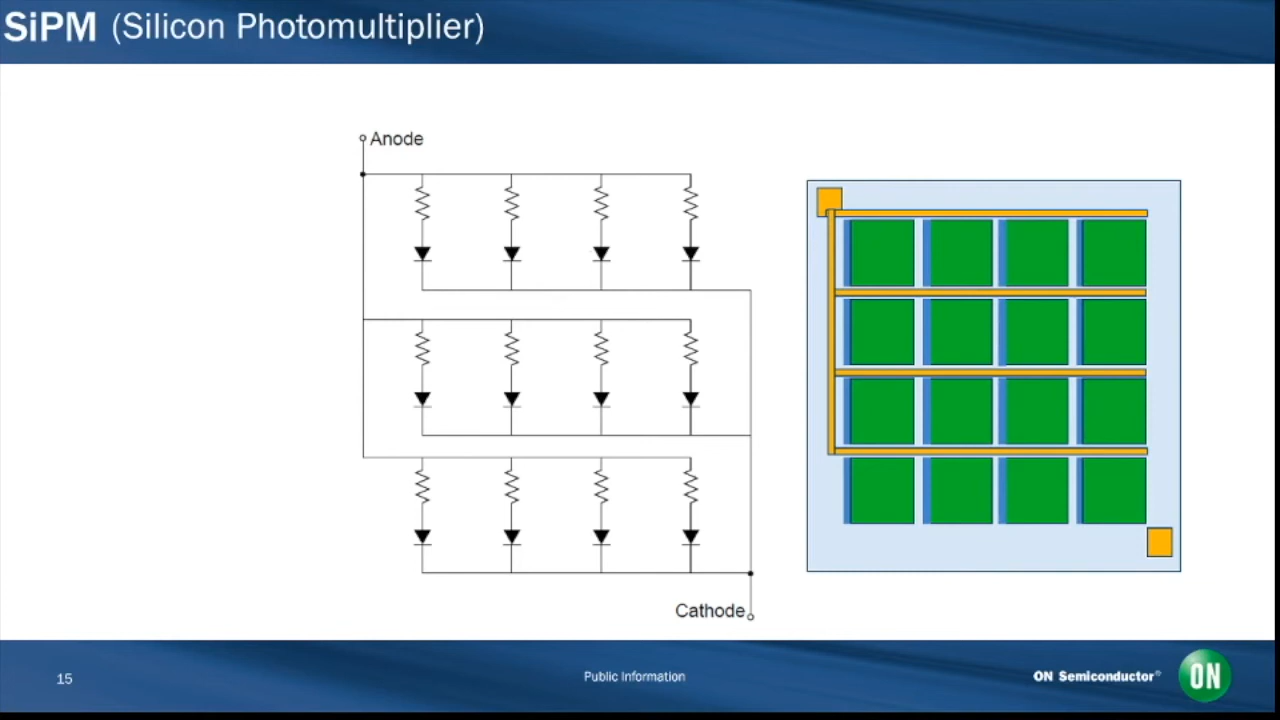 SiPM (Silicon Photomultiplier)
Anode
Cathode
15
Public Information
ON Semiconductor®
ON